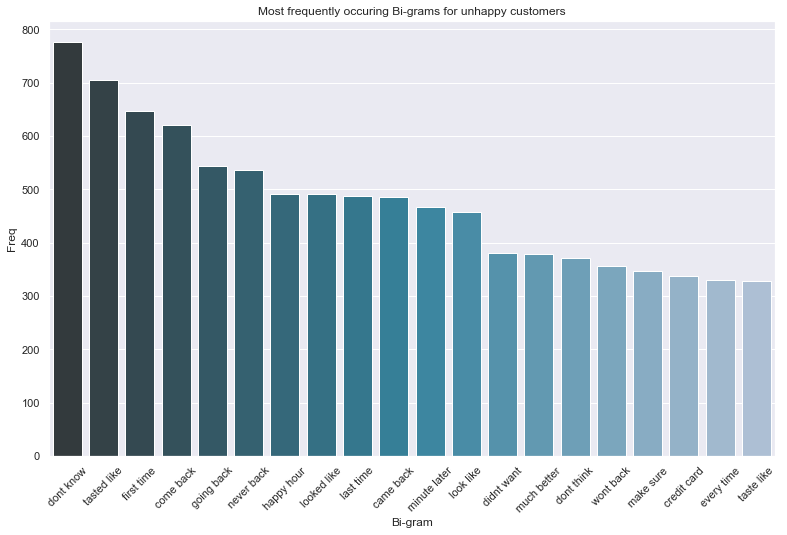 Most frequently occuring Bi-grams for unhappy customers
800
700
600
500
400
300
200
100
0
Freq
dont know
tasted like
first time
come back
going back
never back
happy hour
looked like
last time
came back
minute later
look like
didnt want
much better
dont think
wont back
make sure
credit card
every time
taste like
Bi-gram